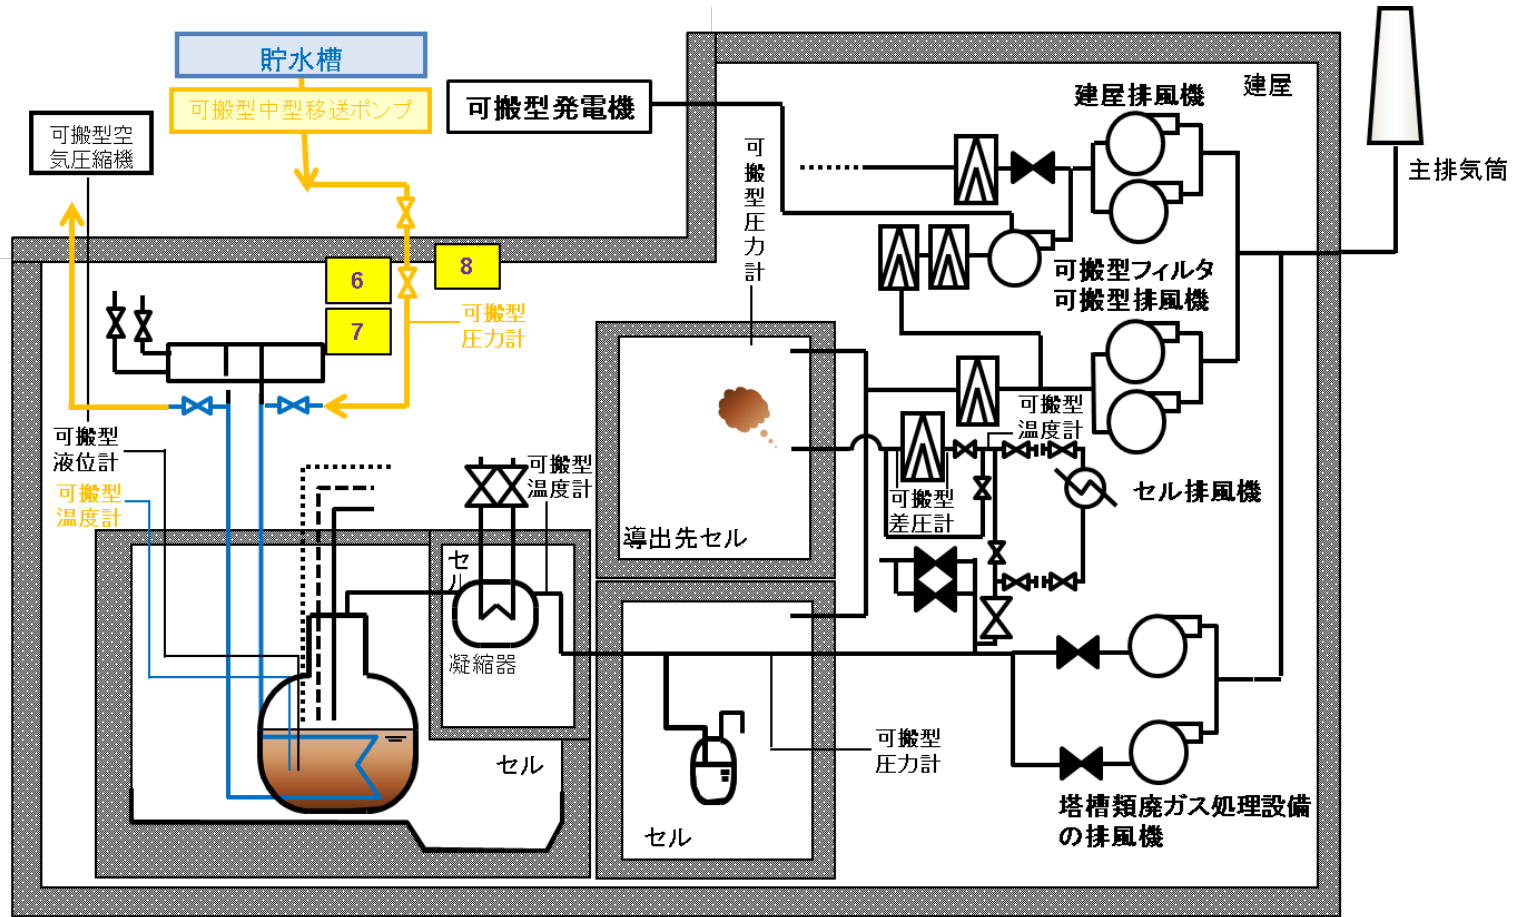 貯水槽
可搬型中型移送ポンプ
可搬型空
気圧縮機
可搬型発電機
建屋
建屋排風機
主排気筒
可搬型圧力計
6
8
7
可搬型
圧力計
可搬型フィルタ
可搬型排風機
可搬型
液位計
可搬型
温度計
可搬型
温度計
可搬型
温度計
可搬型
差圧計
セル排風機
導出先セル
セル
凝縮器
セル
可搬型
圧力計
セル
塔槽類廃ガス処理設備
の排風機